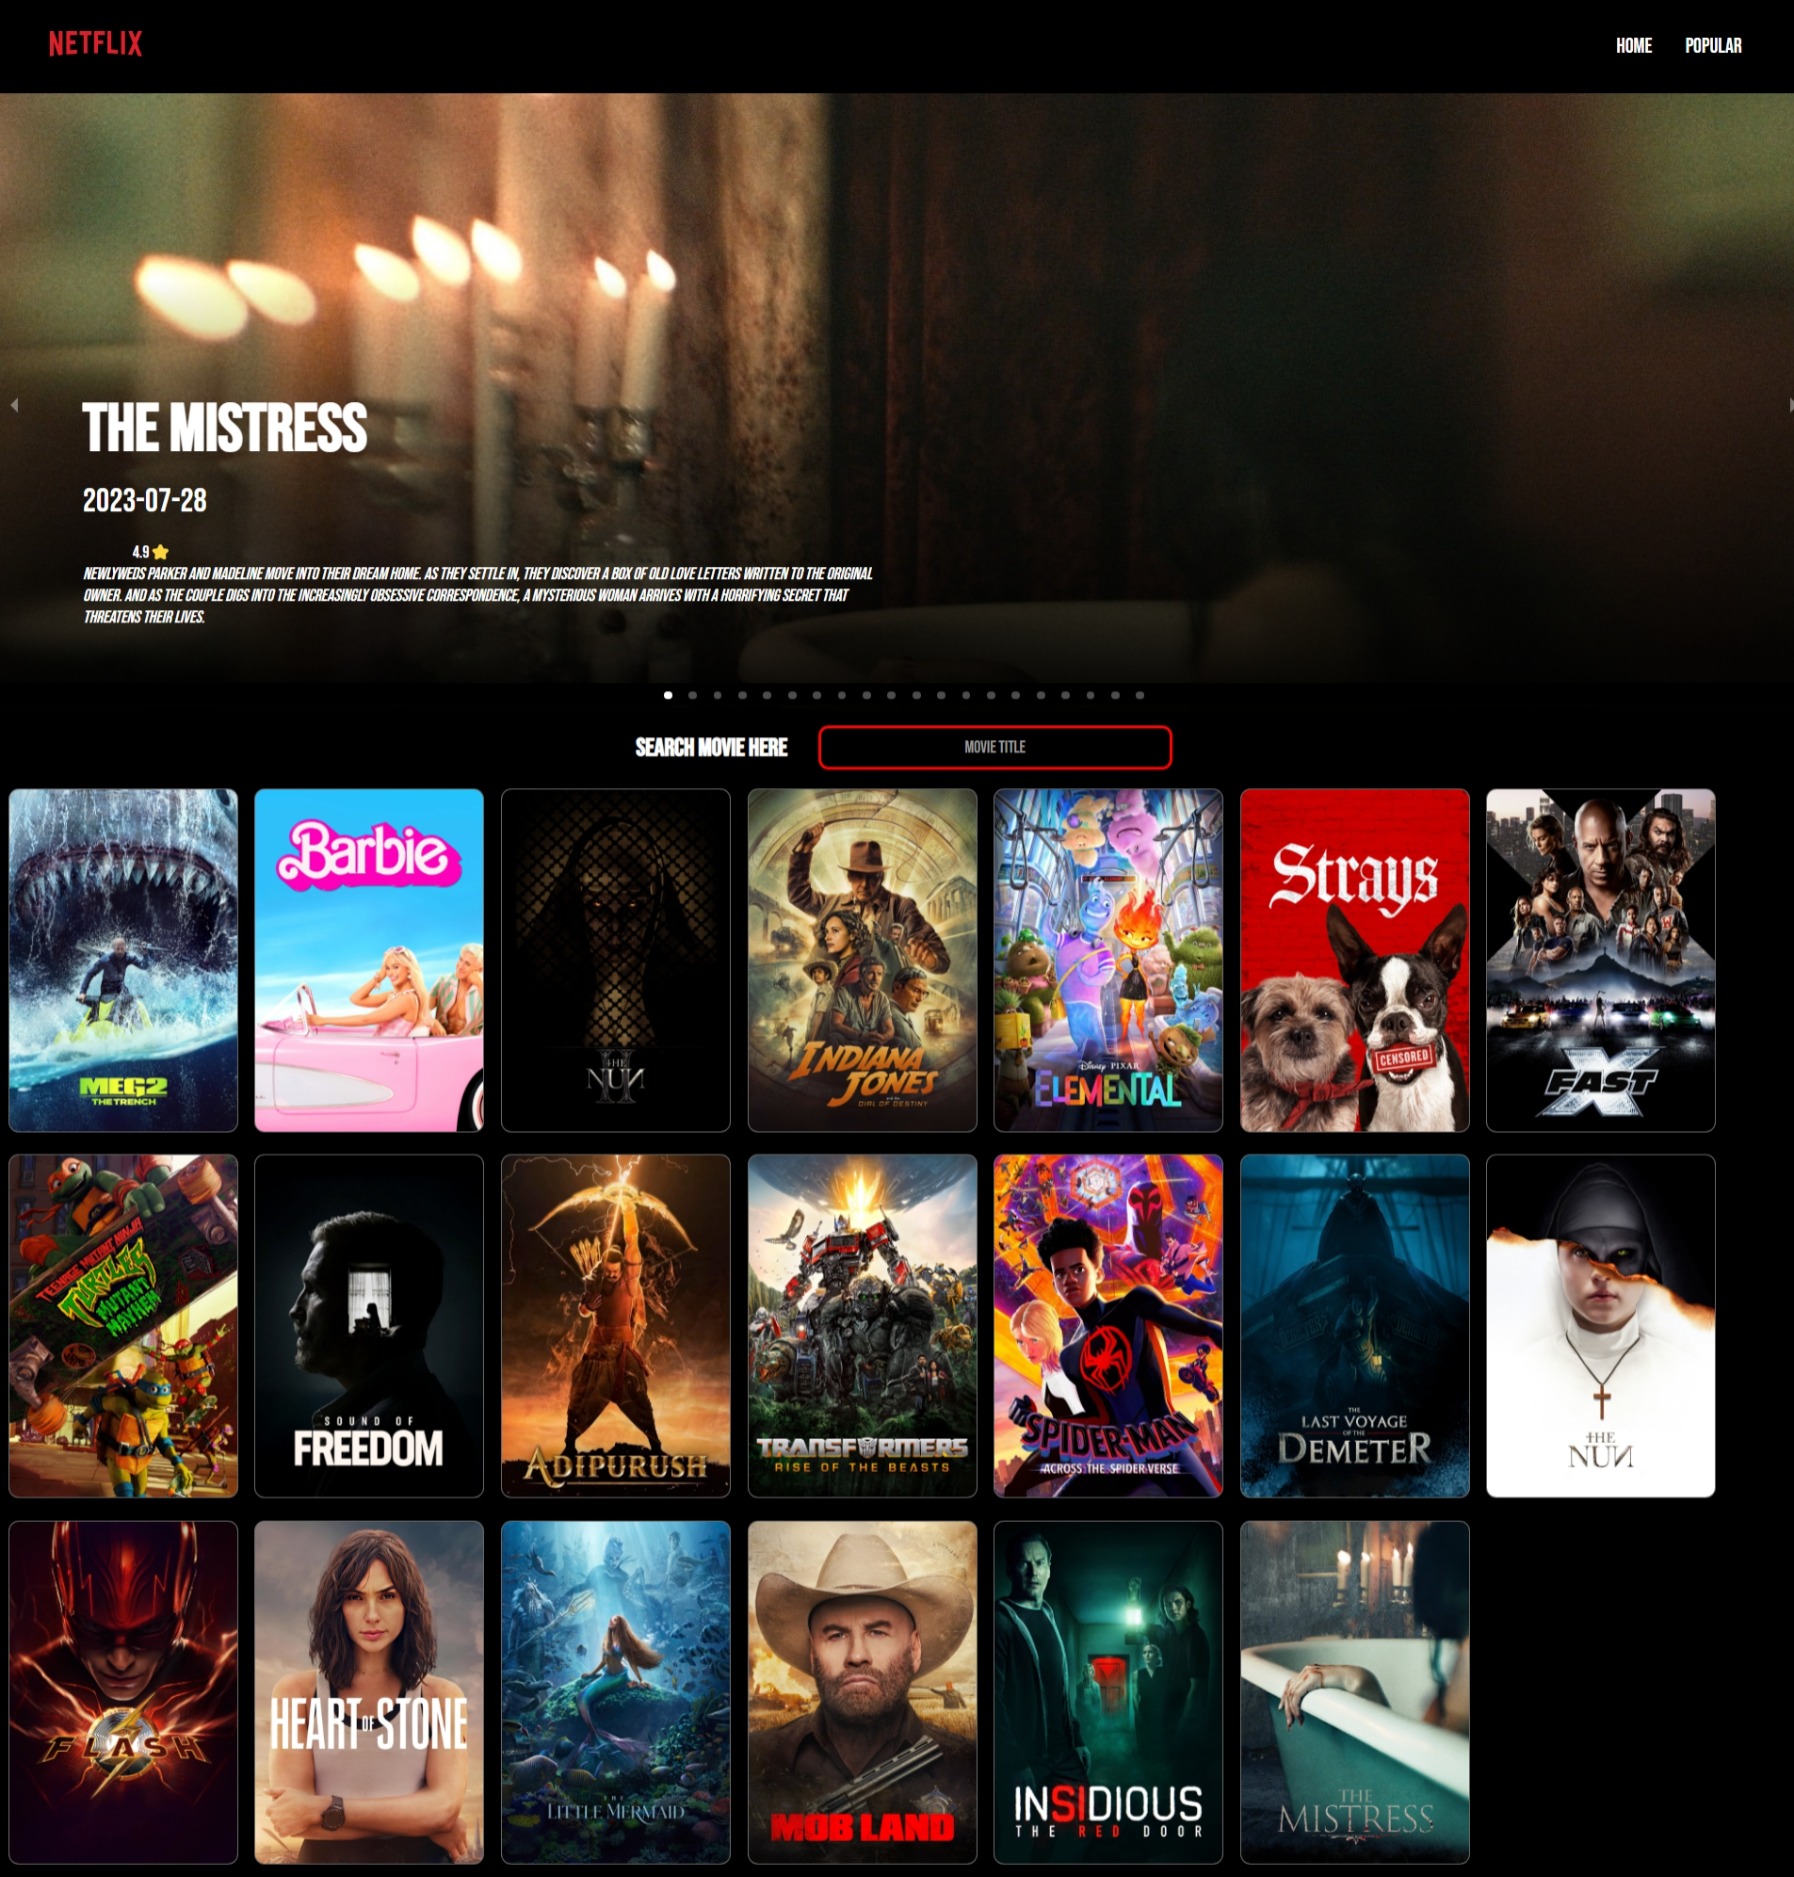 NETFLIX
HOME POPULAR
THE MISTRESS
2023-07-28
4.9
NEWLYWEDS PARKER AND MADELINE MOVE INTO THEIR DREAM HOME. AS THEY SETTLE IN, THEY DISCOVER A BOX OF OLD LOVE LETTERS WRITTEN TO THE ORIGINAL
OWNER. AND AS THE COUPLE DIGS INTO THE INCREASINGLY OBSESSIVE CORRESPONDENCE, A MYSTERIOUS WOMAN ARRIVES WITH A HORRIFYING SECRET THAT
THREATENS THEIR LIVES.
SEARCH MOVIE HERE
MOVIE TITLE
MEG2
THE TRENCH
Barbie
THE
NUN
II
INDIANA
JONES
AND THE
DIAL OF DESTINY
Disney PIXAR
ELEMENTAL
Strays
CENSORED
FAST
X
TEENAGE MUTANT NINJA
TURTLES
MUTANT
MAYHEM
SOUND OF
FREEDOM
ADIPURUSH
TRANSFORMERS
RISE OF THE BEASTS
SPIDER-MAN
ACROSS THE SPIDER-VERSE
THE
LAST VOYAGE
OF THE
DEMETER
THE
NUN
FLASH
HEART OF STONE
THE
LITTLE MERMAID
MOB LAND
INSIDIOUS
THE RED DOOR
THE
MISTRESS